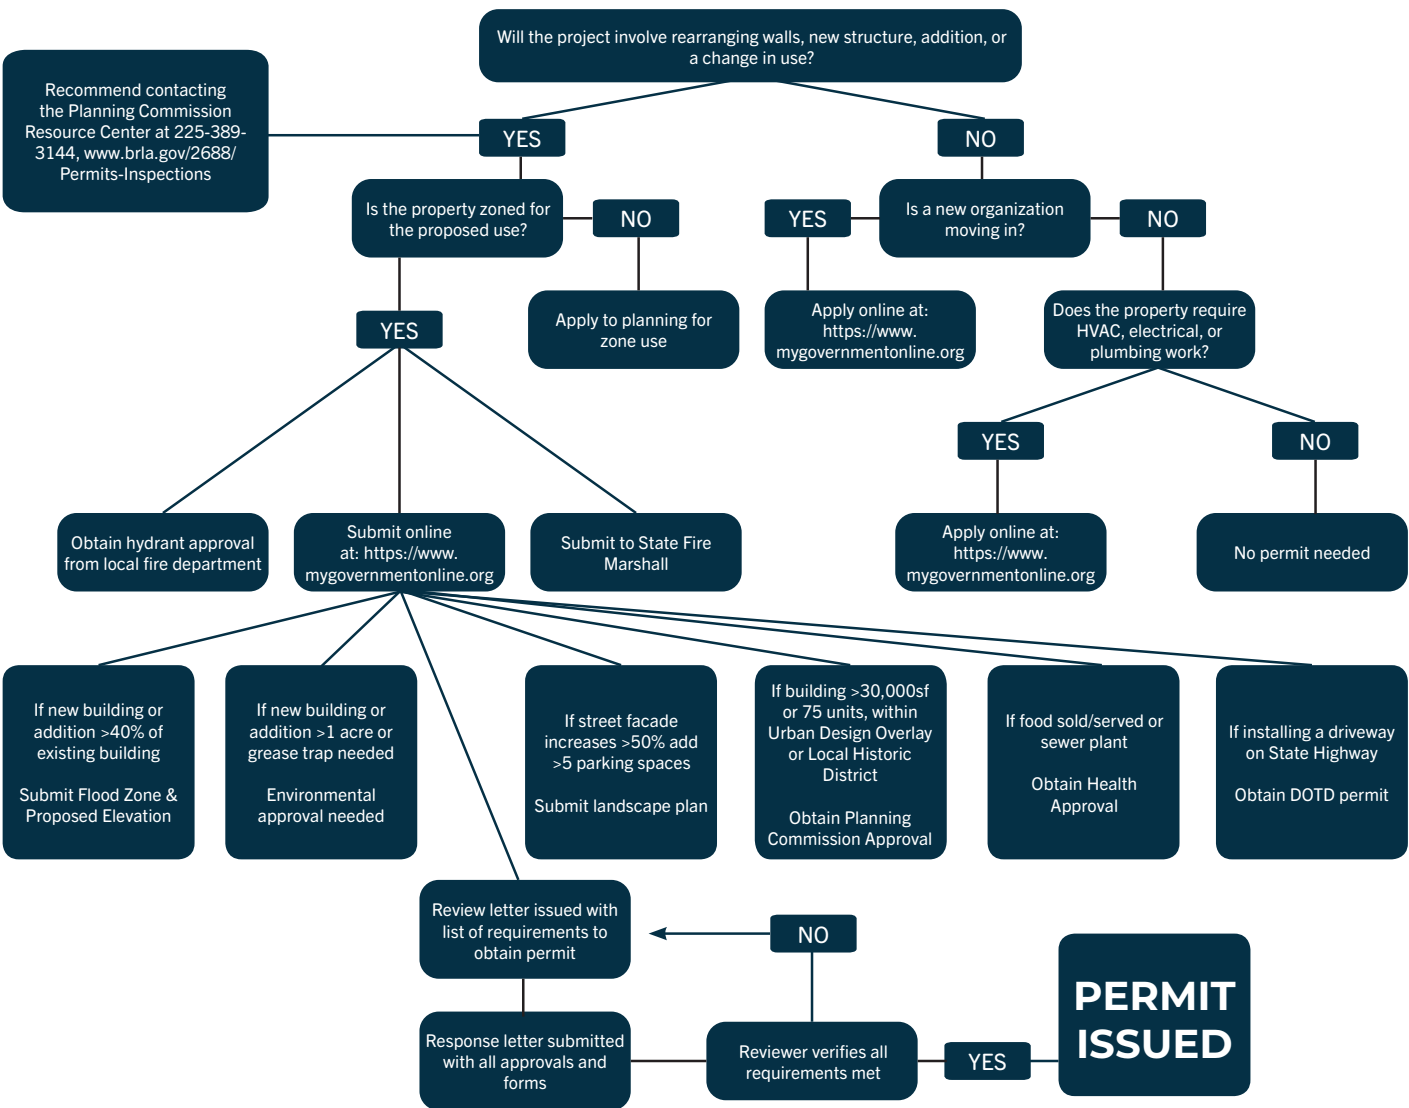 Will the project involve rearranging walls, new structure, addition, or
a change in use?
Recommend contacting
the Planning Commission
Resource Center at 225-389-
3144, www.brla.gov/2688/
Permits-Inspections
YES
NO
Is the property zoned for
the proposed use?
NO
YES
Is a new organization
moving in?
NO
YES
Apply to planning for
zone use
Apply online at:
https://www.
mygovernmentonline.org
Does the property require
HVAC, electrical, or
plumbing work?
YES
NO
Obtain hydrant approval
from local fire department
Submit online
at: https://www.
mygovernmentonline.org
Submit to State Fire
Marshall
Apply online at:
https://www.
mygovernmentonline.org
No permit needed
If new building or
addition >40% of
existing building
Submit Flood Zone &
Proposed Elevation
If new building or
addition >1 acre or
grease trap needed
Environmental
approval needed
If street facade
increases >50% add
>5 parking spaces
Submit landscape plan
If building >30,000sf
or 75 units, within
Urban Design Overlay
or Local Historic
District
Obtain Planning
Commission Approval
If food sold/served or
sewer plant
Obtain Health
Approval
If installing a driveway
on State Highway
Obtain DOTD permit
Review letter issued with
list of requirements to
obtain permit
NO
Response letter submitted
with all approvals and
forms
Reviewer verifies all
requirements met
YES
PERMIT
ISSUED